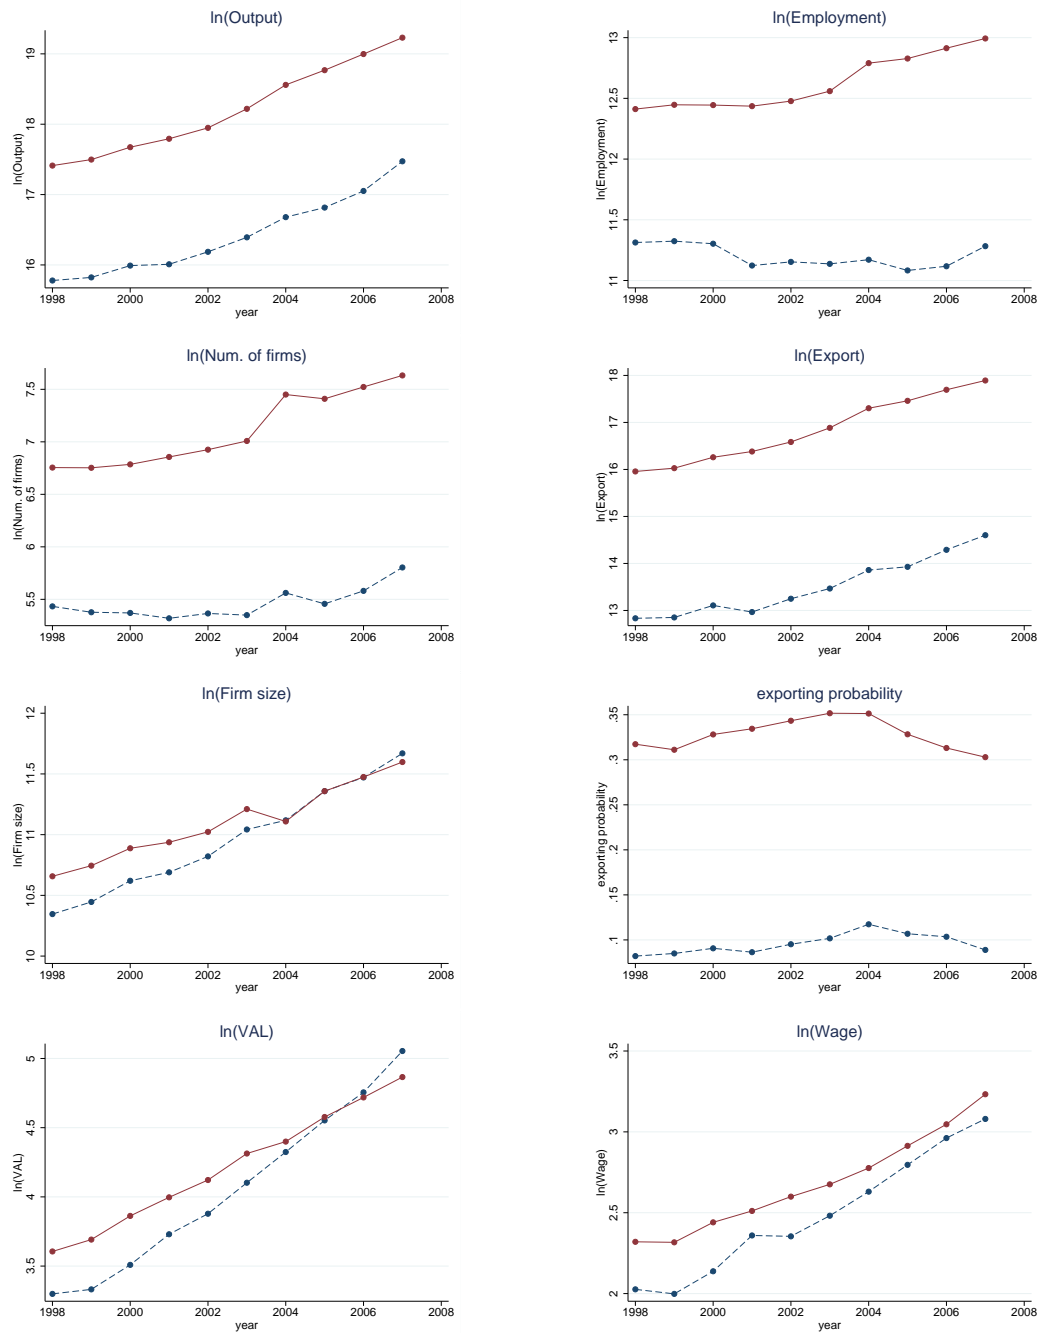 ln(Output)
ln(Output)
19
18
17
16
1998 2000 2002 2004 2006 2008
year
ln(Employment)
ln(Employment)
13
12.5
12
11.5
11
1998 2000 2002 2004 2006 2008
year
ln(Num. of firms)
ln(Num. of firms)
7.5
7
6.5
6
5.5
1998 2000 2002 2004 2006 2008
year
ln(Export)
ln(Export)
18
17
16
15
14
13
1998 2000 2002 2004 2006 2008
year
ln(Firm size)
ln(Firm size)
12
11.5
11
10.5
10
1998 2000 2002 2004 2006 2008
year
exporting probability
exporting probability
.35
.3
.25
.2
.15
.1
1998 2000 2002 2004 2006 2008
year
ln(VAL)
ln(VAL)
5
4.5
4
3.5
1998 2000 2002 2004 2006 2008
year
ln(Wage)
ln(Wage)
3.5
3
2.5
2
1998 2000 2002 2004 2006 2008
year